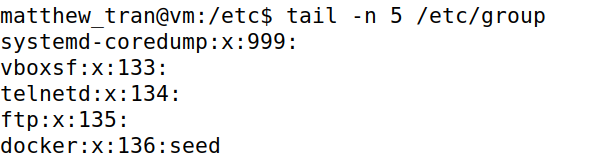 matthew_tran@vm:/etc$ tail -n 5 /etc/group
systemd-coredump:x:999:
vboxsf:x:133:
telnetd:x:134:
ftp:x:135:
docker:x:136:seed